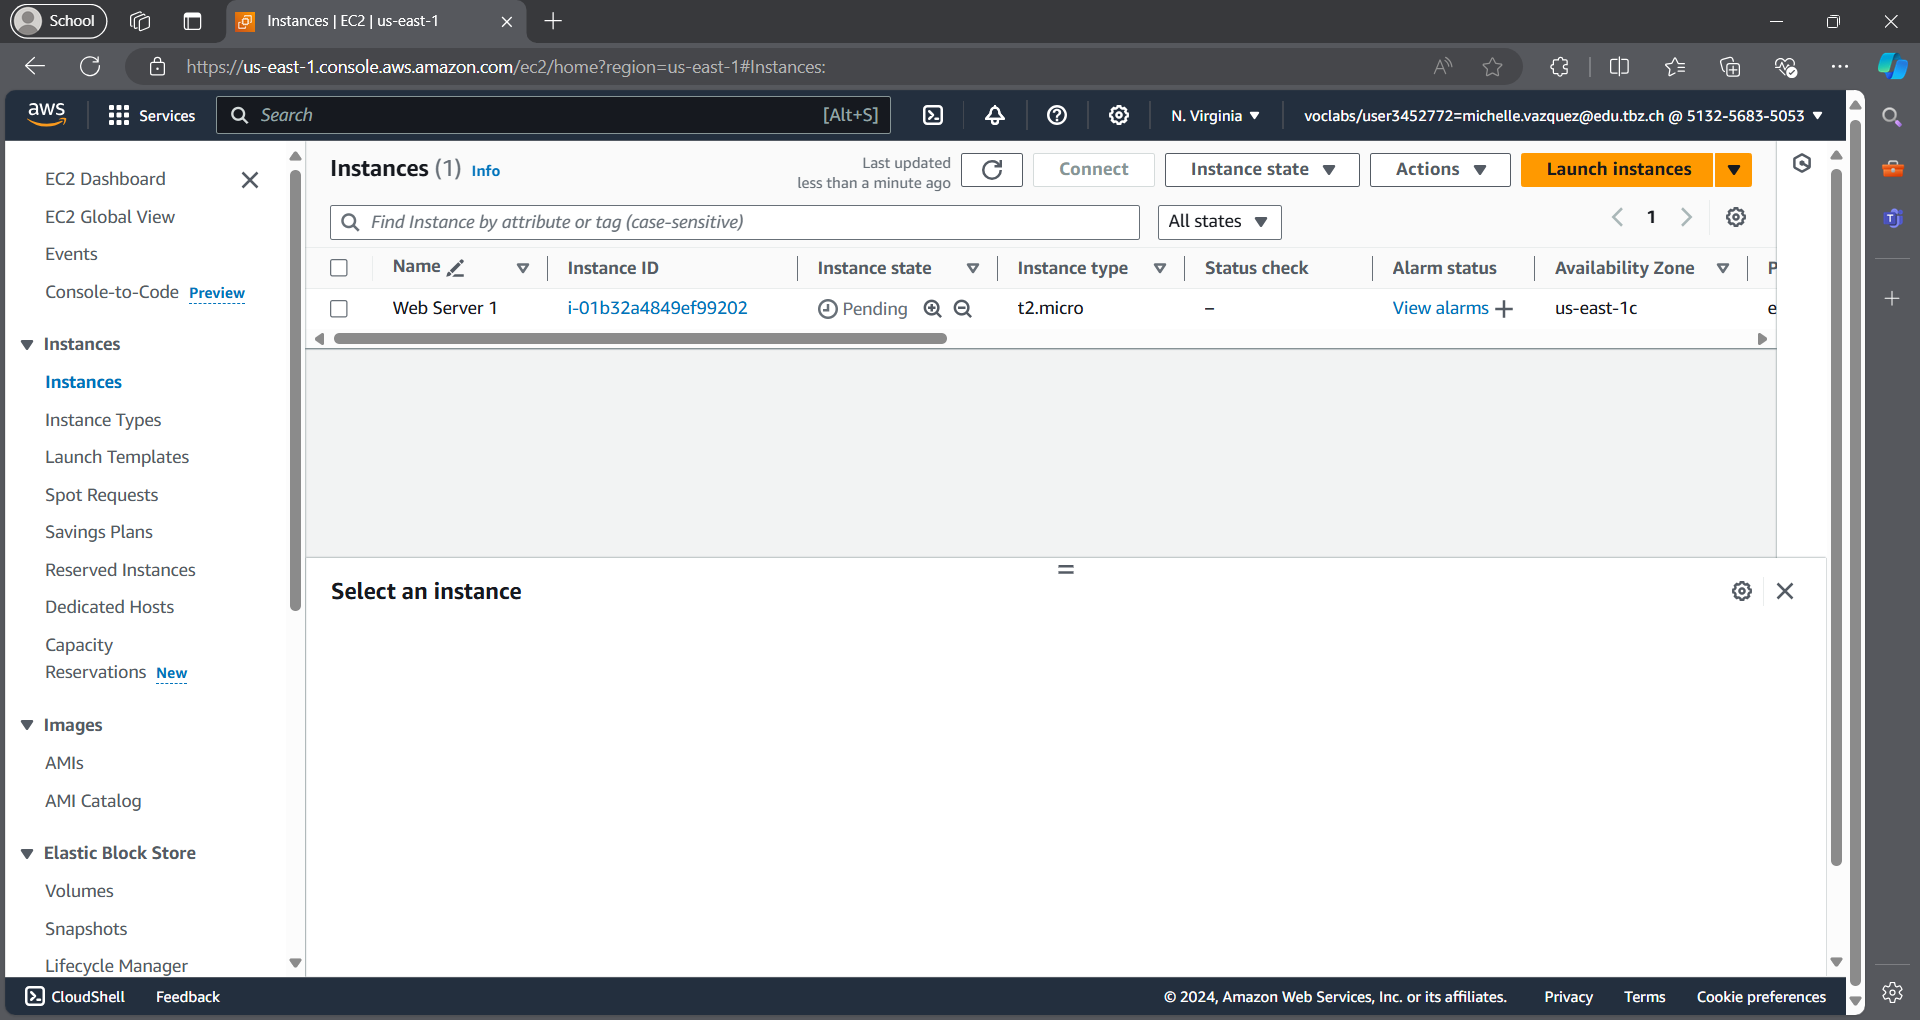 School
Instances | EC2 | us-east-1
https://us-east-1.console.aws.amazon.com/ec2/home?region=us-east-1#Instances:
aws
Services
Search
[Alt+S]
N. Virginia
voclabs/user3452772=michelle.vazquez@edu.tbz.ch @ 5132-5683-5053
EC2 Dashboard
EC2 Global View
Events
Console-to-Code Preview
Instances
Instances
Instance Types
Launch Templates
Spot Requests
Savings Plans
Reserved Instances
Dedicated Hosts
Capacity
Reservations New
Images
AMIs
AMI Catalog
Elastic Block Store
Volumes
Snapshots
Lifecycle Manager
Instances (1) Info
Last updated
less than a minute ago
Connect
Instance state
Actions
Launch instances
Find Instance by attribute or tag (case-sensitive)
All states
1
Name Instance ID Instance state Instance type Status check Alarm status Availability Zone P
Web Server 1 i-01b32a4849ef99202 Pending t2.micro – View alarms + us-east-1c e
Select an instance
CloudShell Feedback © 2024, Amazon Web Services, Inc. or its affiliates. Privacy Terms Cookie preferences